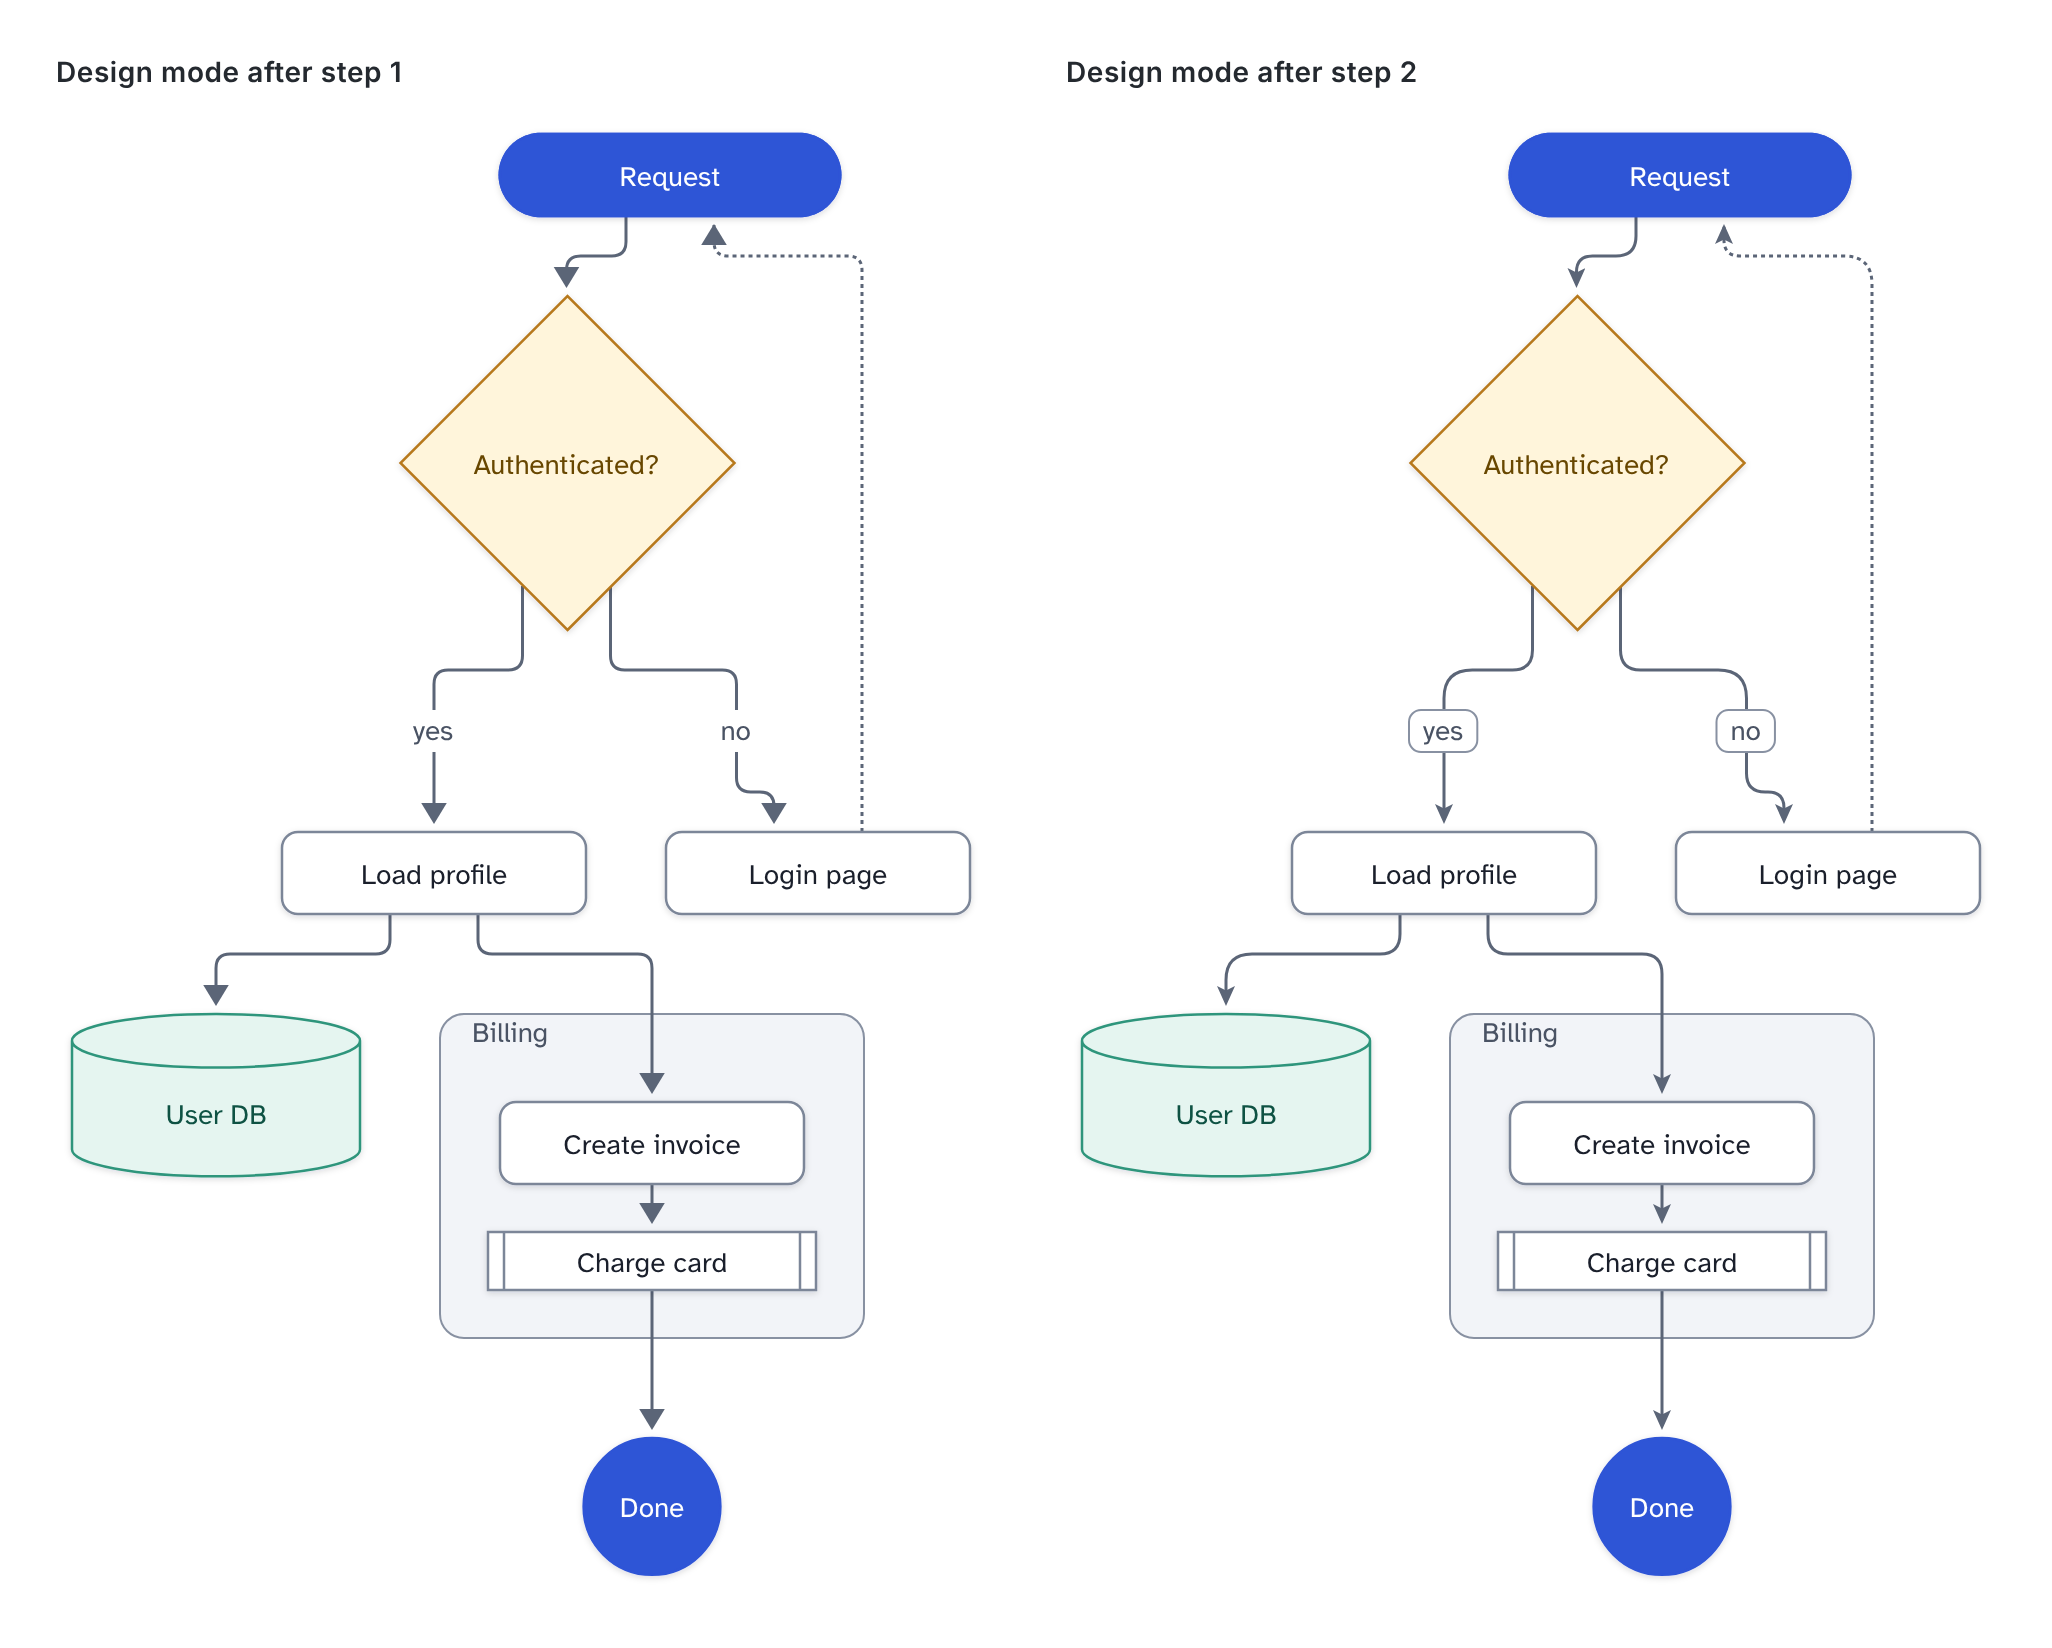 Design mode after step 1
Request
Authenticated?
yes
no
Load profile
Login page
User DB
Billing
Create invoice
Charge card
Done
Design mode after step 2
Request
Authenticated?
yes
no
Load profile
Login page
User DB
Billing
Create invoice
Charge card
Done